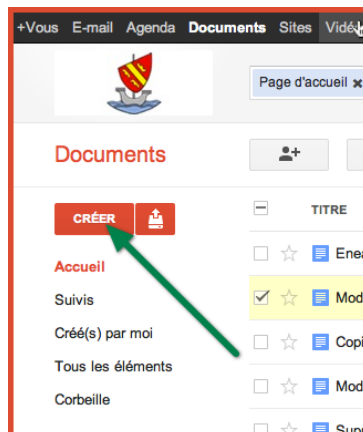 +Vous E-mail Agenda Documents Sites
Page d'accueil ×
Documents
CRÉER
TITRE
Accueil
Suivis
Créé(s) par moi
Tous les éléments
Corbeille